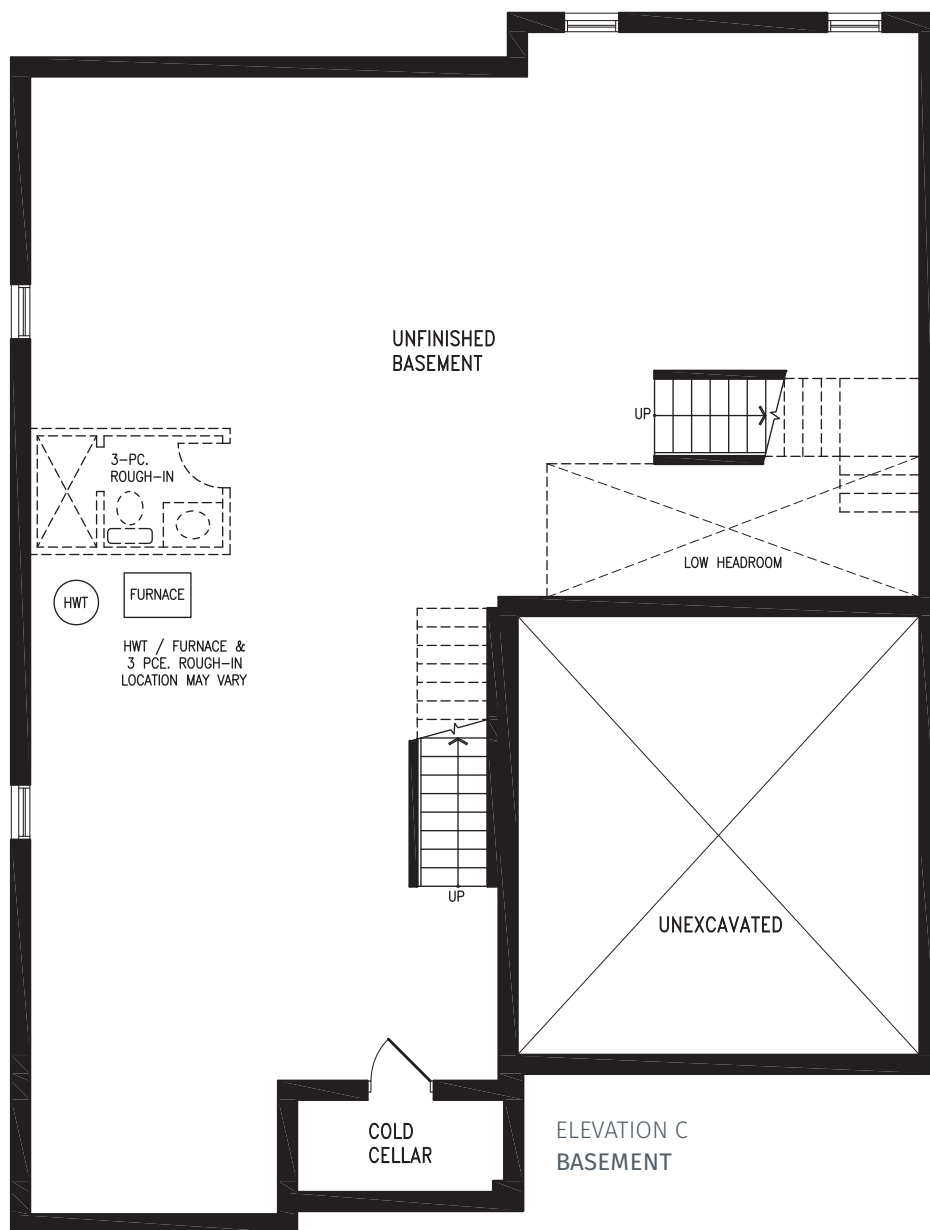 UNFINISHED
BASEMENT
UP
3-PC.
ROUGH-IN
LOW HEADROOM
HWT
FURNACE
HWT / FURNACE &
3 PCE. ROUGH-IN
LOCATION MAY VARY
UP
UNEXCAVATED
COLD
CELLAR
ELEVATION C
BASEMENT